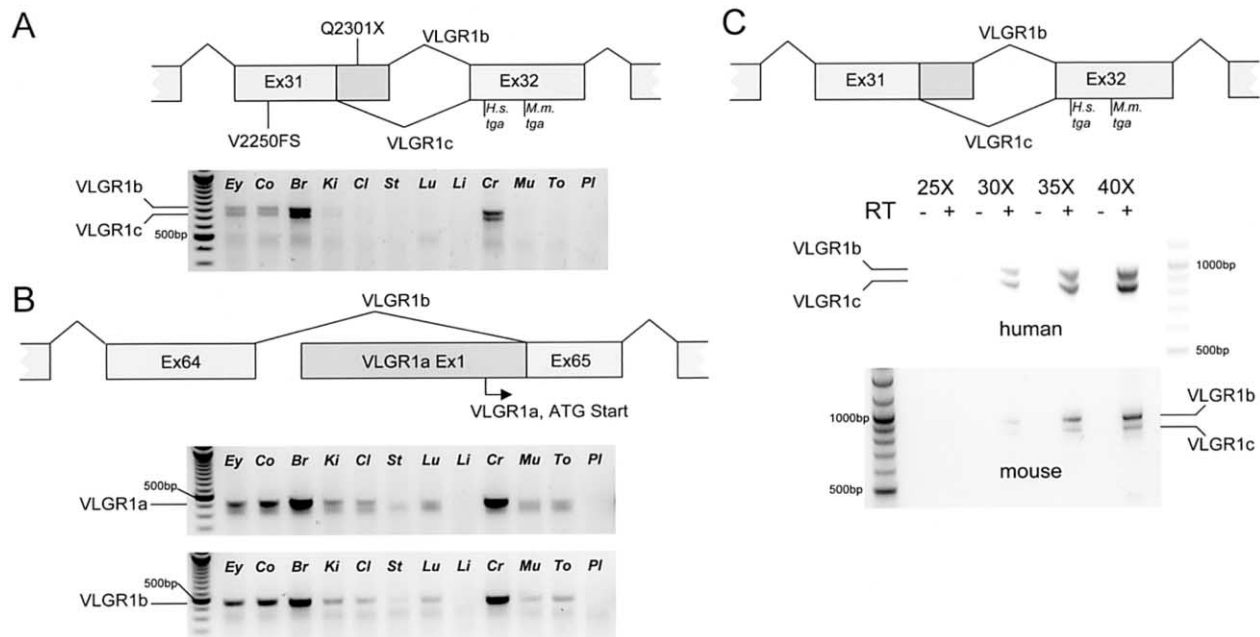 A
Q2301X
VLGR1b
Ex31
Ex32
H.s. tga
M.m. tga
V2250FS
VLGR1c
VLGR1b
VLGR1c
500bp
Ey Co Br Ki Cl St Lu Li Cr Mu To Pl
B
VLGR1b
Ex64
VLGR1a Ex1
Ex65
VLGR1a, ATG Start
Ey Co Br Ki Cl St Lu Li Cr Mu To Pl
500bp
VLGR1a
Ey Co Br Ki Cl St Lu Li Cr Mu To Pl
500bp
VLGR1b
C
VLGR1b
Ex31
Ex32
H.s. tga
M.m. tga
VLGR1c
25X 30X 35X 40X
RT - + - + - + - +
VLGR1b
VLGR1c
1000bp
human
500bp
1000bp
VLGR1b
VLGR1c
mouse
500bp